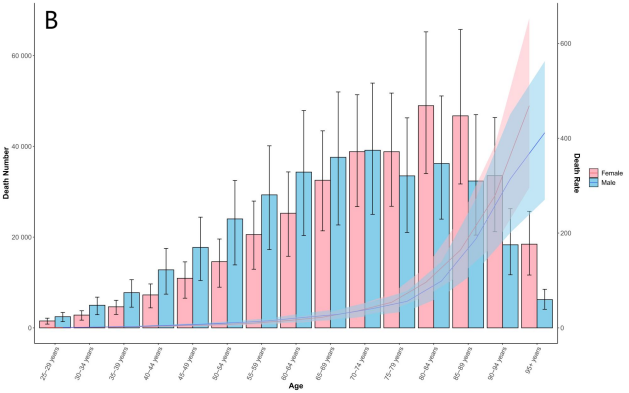 B
60 000
40 000
20 000
0
Death Number
600
400
200
0
Death Rate
Female
Male
25–29 years
30–34 years
35–39 years
40–44 years
45–49 years
50–54 years
55–59 years
60–64 years
65–69 years
70–74 years
75–79 years
80–84 years
85–89 years
90–94 years
95+ years
Age